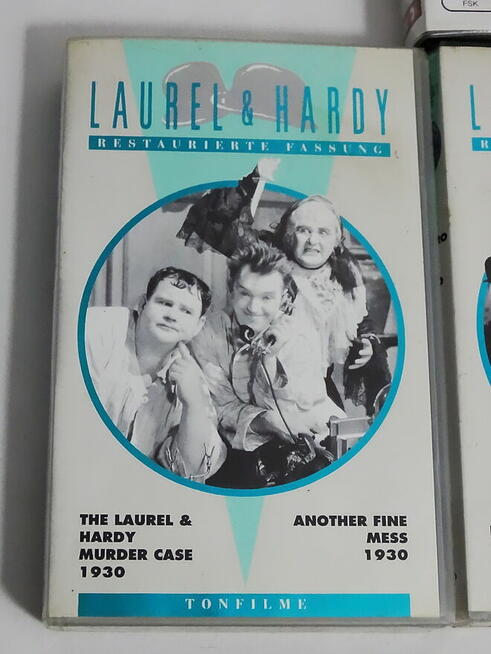 FSK
LAUREL & HARDY
RESTAURIERTE FASSUNG
THE LAUREL &
HARDY
MURDER CASE
1930
ANOTHER FINE
MESS
1930
TONFILME
L
R